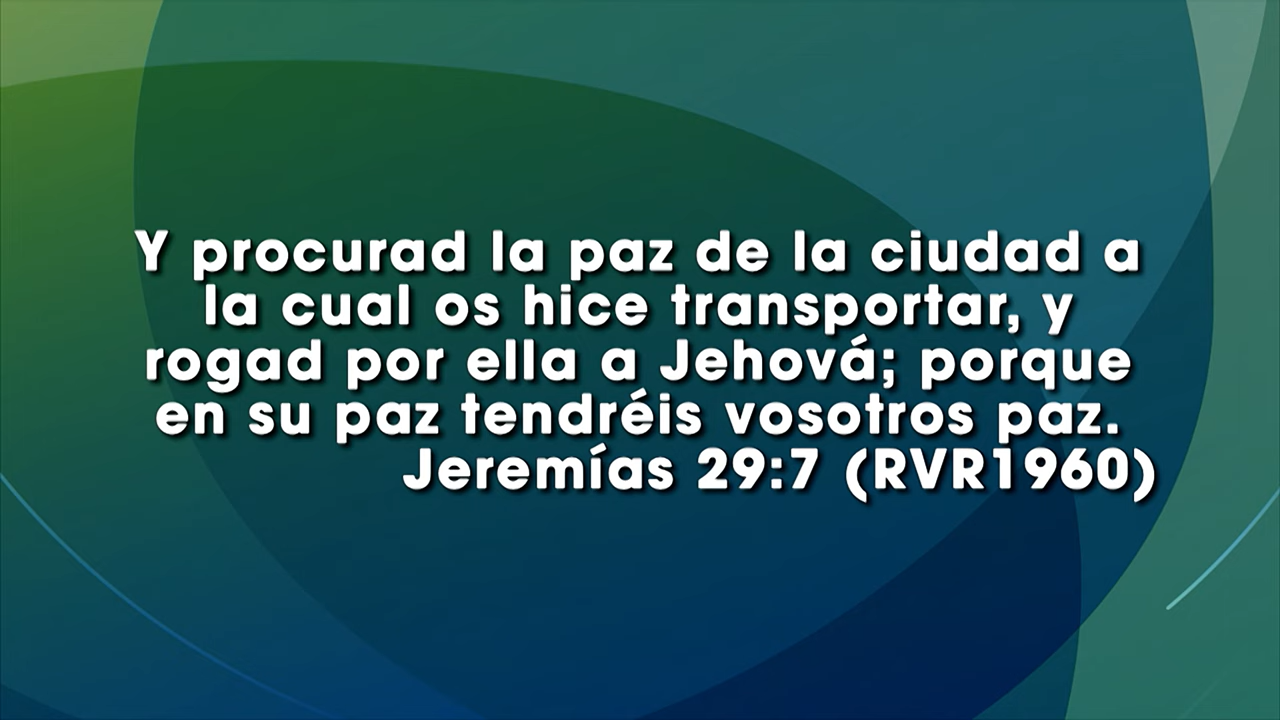 Y procurad la paz de la ciudad a
la cual os hice transportar, y
rogad por ella a Jehová; porque
en su paz tendréis vosotros paz.
Jeremías 29:7 (RVR1960)